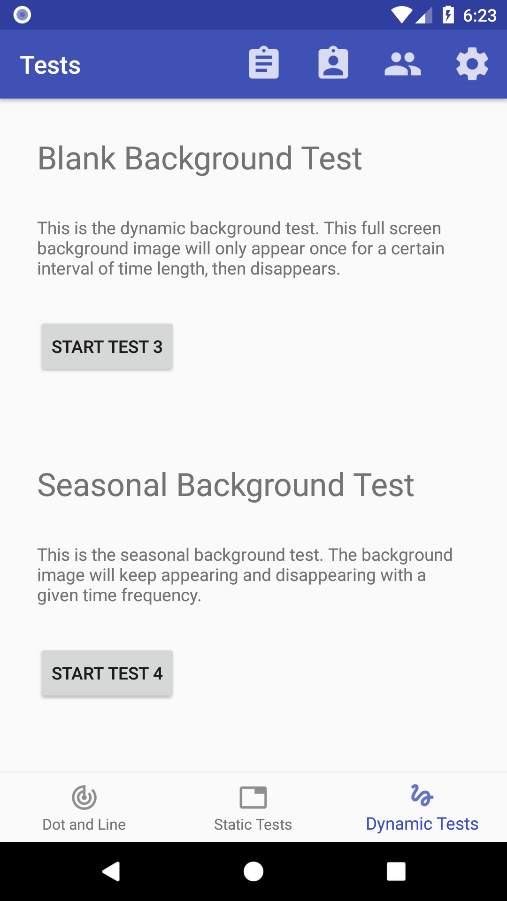 6:23
Tests
Blank Background Test
This is the dynamic background test. This full screen
background image will only appear once for a certain
interval of time length, then disappears.
START TEST 3
Seasonal Background Test
This is the seasonal background test. The background
image will keep appearing and disappearing with a
given time frequency.
START TEST 4
Dot and Line
Static Tests
Dynamic Tests